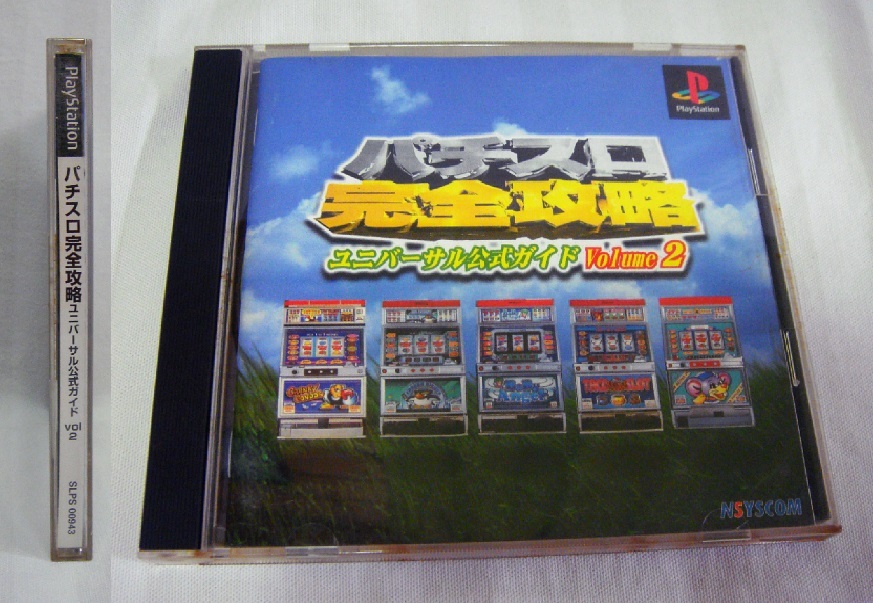 PlayStation
パチスロ完全攻略
ユニバーサル公式ガイド
vol 2
SLPS 00943
PlayStation
パチスロ
完全攻略
ユニバーサル公式ガイド Volume 2
NSYSCOM